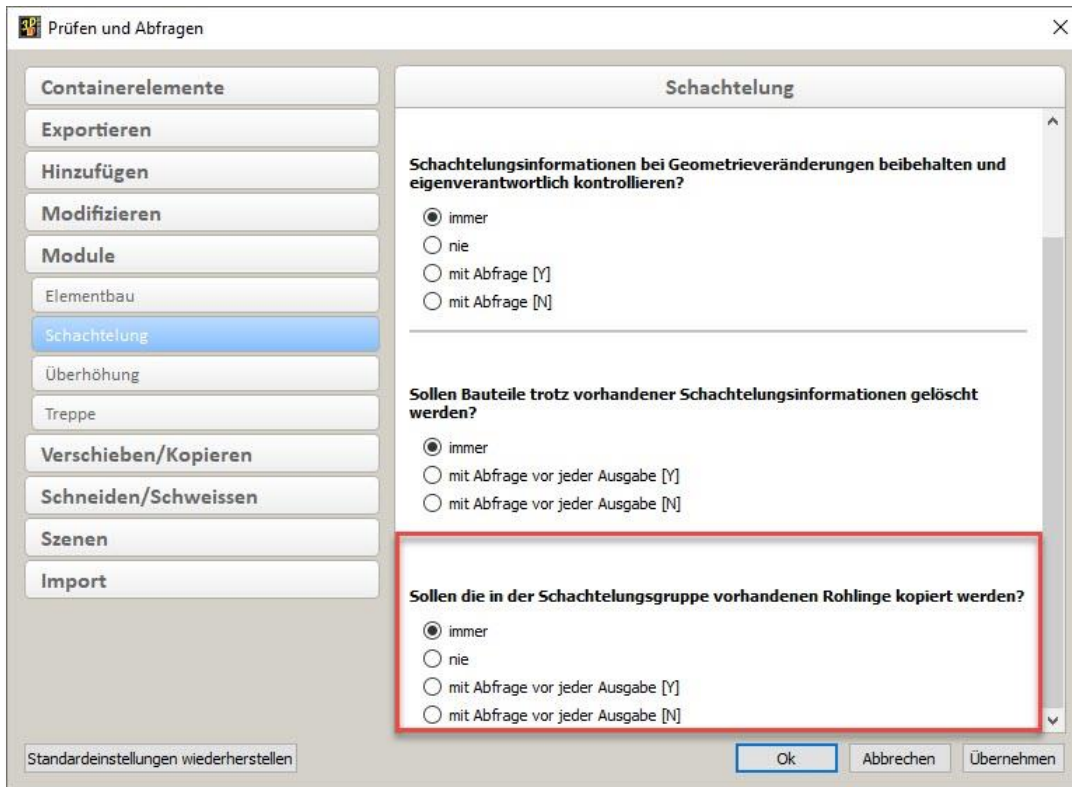 Prüfen und Abfragen
Containerelemente
Exportieren
Hinzufügen
Modifizieren
Module
Elementbau
Schachtelung
Überhöhung
Treppe
Verschieben/Kopieren
Schneiden/Schweissen
Szenen
Import
Schachtelung
Schachtelungsinformationen bei Geometrieveränderungen beibehalten und
eigenverantwortlich kontrollieren?
immer
nie
mit Abfrage [Y]
mit Abfrage [N]
Sollen Bauteile trotz vorhandener Schachtelungsinformationen gelöscht
werden?
immer
mit Abfrage vor jeder Ausgabe [Y]
mit Abfrage vor jeder Ausgabe [N]
Sollen die in der Schachtelungsgruppe vorhandenen Rohlinge kopiert werden?
immer
nie
mit Abfrage vor jeder Ausgabe [Y]
mit Abfrage vor jeder Ausgabe [N]
Standardeinstellungen wiederherstellen
Ok
Abbrechen
Übernehmen